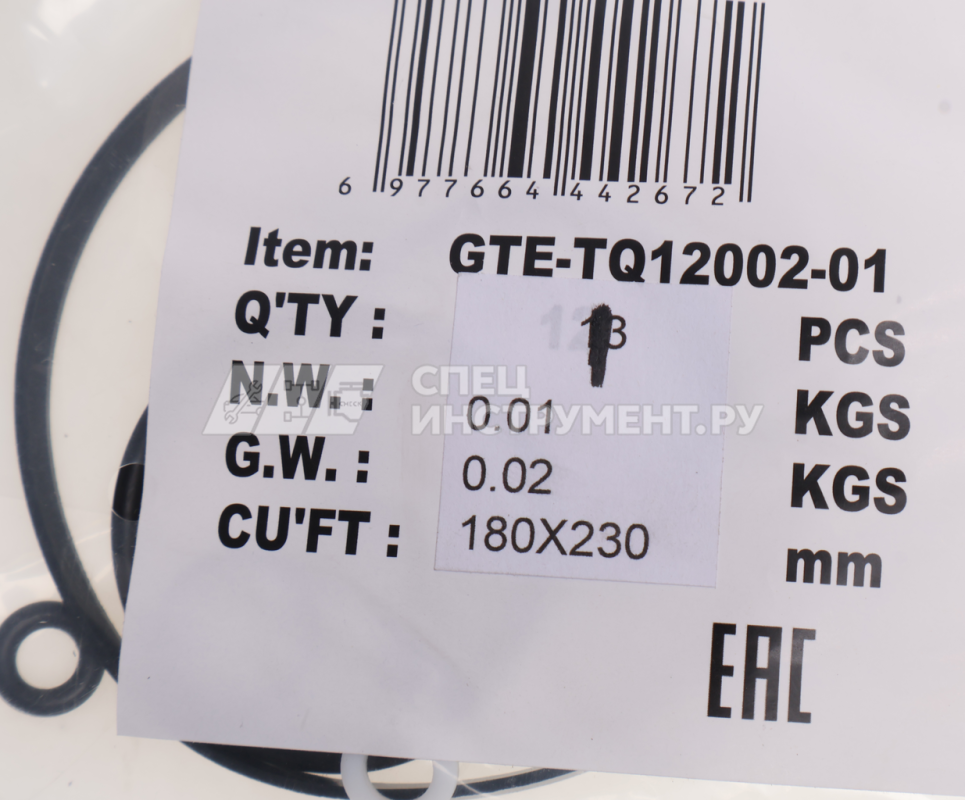 6 977664 442672
Item: GTE-TQ12002-01
Q'TY : 13 PCS
N.W. : 0.01 KGS
G.W. : 0.02 KGS
CU'FT : 180X230 mm
EAC
СПЕЦ
ИНСТРУМЕНТ.РУ